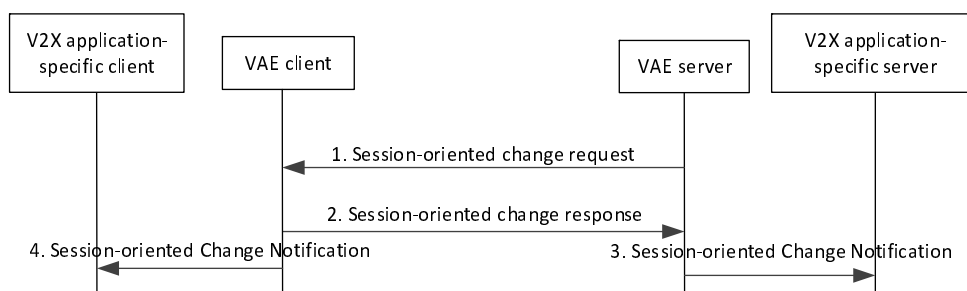 V2X application-
specific client
VAE client
VAE server
V2X application-
specific server
1. Session-oriented change request
2. Session-oriented change response
4. Session-oriented Change Notification
3. Session-oriented Change Notification